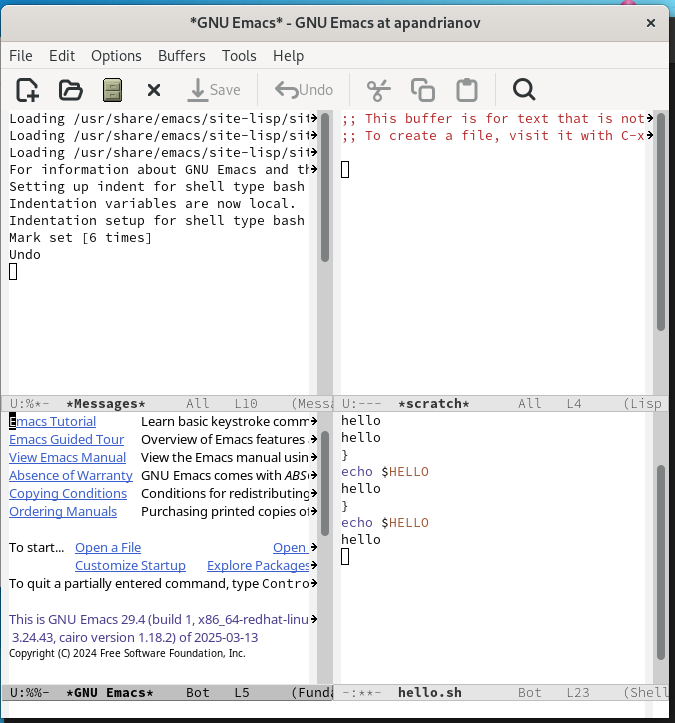 *GNU Emacs* - GNU Emacs at apandrianov
File Edit Options Buffers Tools Help
Save Undo
Loading /usr/share/emacs/site-lisp/sit
Loading /usr/share/emacs/site-lisp/sit
Loading /usr/share/emacs/site-lisp/sit
For information about GNU Emacs and th
Setting up indent for shell type bash
Indentation variables are now local.
Indentation setup for shell type bash
Mark set [6 times]
Undo
U:%*- *Messages* All L10 (Messa
;; This buffer is for text that is not
;; To create a file, visit it with C-x
U:--- *scratch* All L4 (Lisp
Emacs Tutorial Learn basic keystroke comm
Emacs Guided Tour Overview of Emacs features
View Emacs Manual View the Emacs manual usin
Absence of Warranty GNU Emacs comes with ABS
Copying Conditions Conditions for redistributing
Ordering Manuals Purchasing printed copies of
To start... Open a File Open
Customize Startup Explore Packages
To quit a partially entered command, type Contro
This is GNU Emacs 29.4 (build 1, x86_64-redhat-linu
3.24.43, cairo version 1.18.2) of 2025-03-13
Copyright (C) 2024 Free Software Foundation, Inc.
U:%%- *GNU Emacs* Bot L5 (Funda
hello
hello
}
echo $HELLO
hello
}
echo $HELLO
hello
-:**- hello.sh Bot L23 (Shell